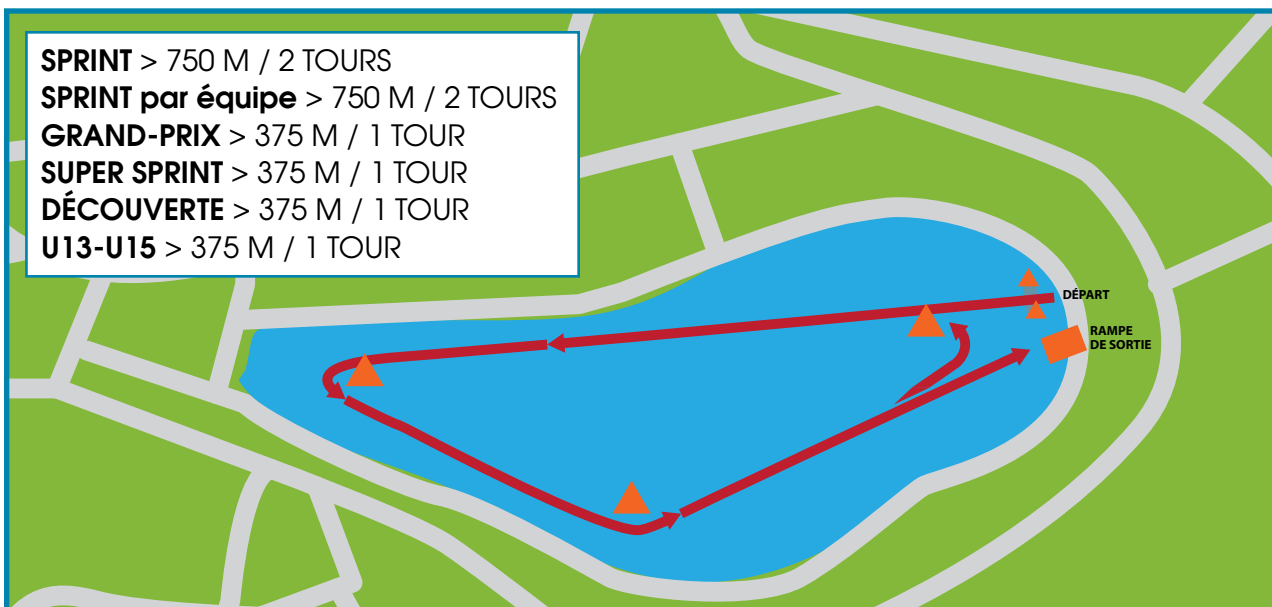 SPRINT > 750 M / 2 TOURS
SPRINT par équipe > 750 M / 2 TOURS
GRAND-PRIX > 375 M / 1 TOUR
SUPER SPRINT > 375 M / 1 TOUR
DÉCOUVERTE > 375 M / 1 TOUR
U13-U15 > 375 M / 1 TOUR
DÉPART
RAMPE
DE SORTIE